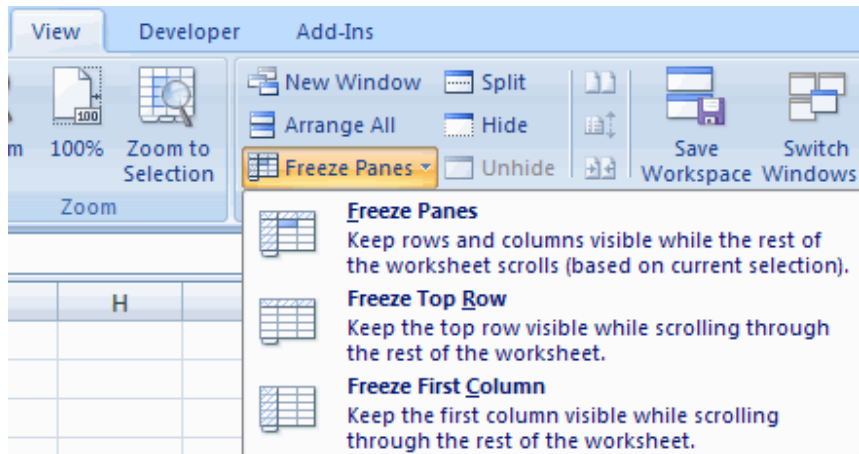 View Developer Add-Ins
New Window Split
Arrange All Hide
100
m 100% Zoom to Selection Save Workspace Switch Windows
Freeze Panes Unhide
Zoom
Freeze Panes
Keep rows and columns visible while the rest of
the worksheet scrolls (based on current selection).
H
Freeze Top Row
Keep the top row visible while scrolling through
the rest of the worksheet.
Freeze First Column
Keep the first column visible while scrolling
through the rest of the worksheet.